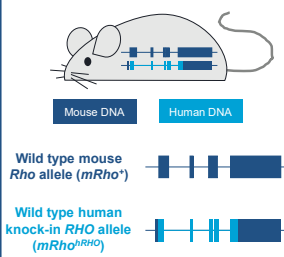 Mouse DNA
Human DNA
Wild type mouse
Rho allele (mRho⁺)
Wild type human
knock-in RHO allele
(mRhoʰᴿᴴᴼ)